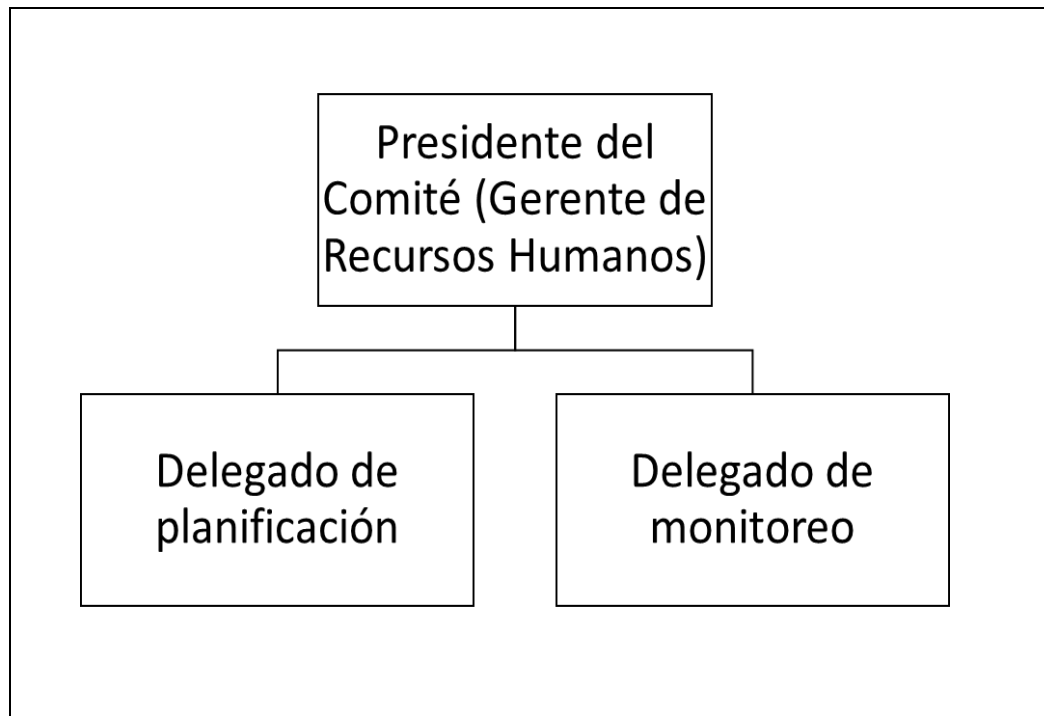 Presidente del
Comité (Gerente de
Recursos Humanos)
Delegado de
planificación
Delegado de
monitoreo